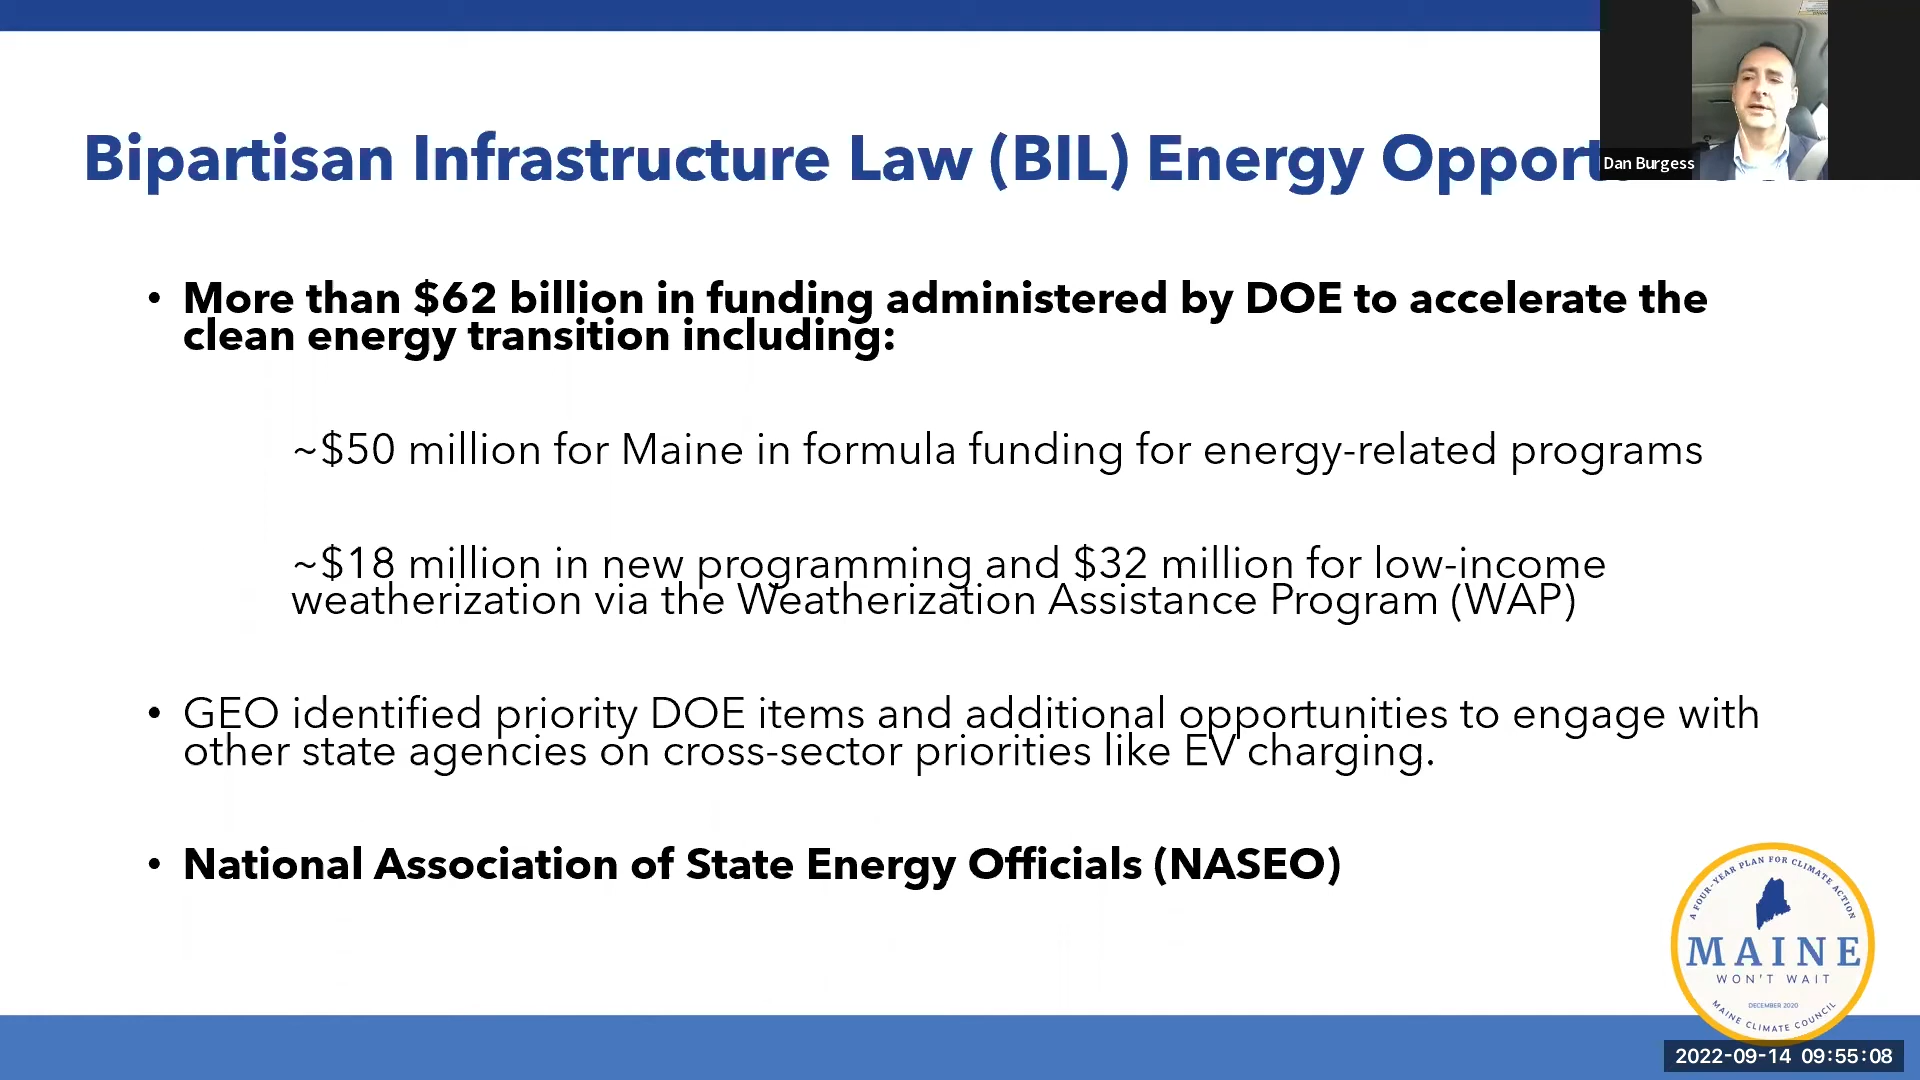 Bipartisan Infrastructure Law (BIL) Energy Opport
Dan Burgess
• More than $62 billion in funding administered by DOE to accelerate the
clean energy transition including:
~$50 million for Maine in formula funding for energy-related programs
~$18 million in new programming and $32 million for low-income
weatherization via the Weatherization Assistance Program (WAP)
• GEO identified priority DOE items and additional opportunities to engage with
other state agencies on cross-sector priorities like EV charging.
• National Association of State Energy Officials (NASEO)
A FOUR-YEAR PLAN FOR CLIMATE ACTION
MAINE
WON'T WAIT
DECEMBER 2020
MAINE CLIMATE COUNCIL
2022-09-14 09:55:08